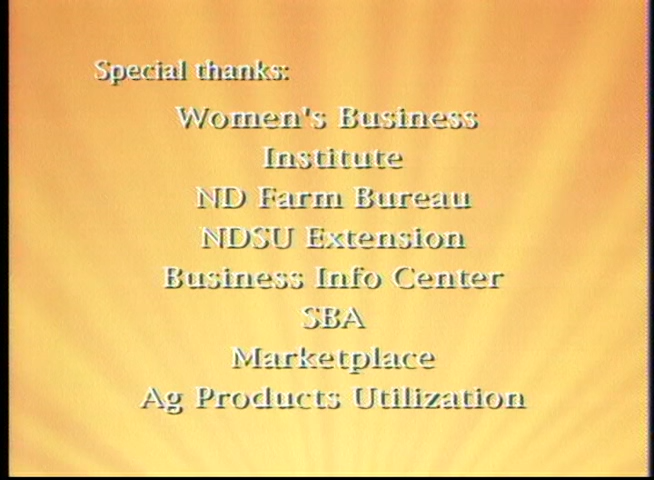 Special thanks:
Women's Business
Institute
ND Farm Bureau
NDSU Extension
Business Info Center
SBA
Marketplace
Ag Products Utilization